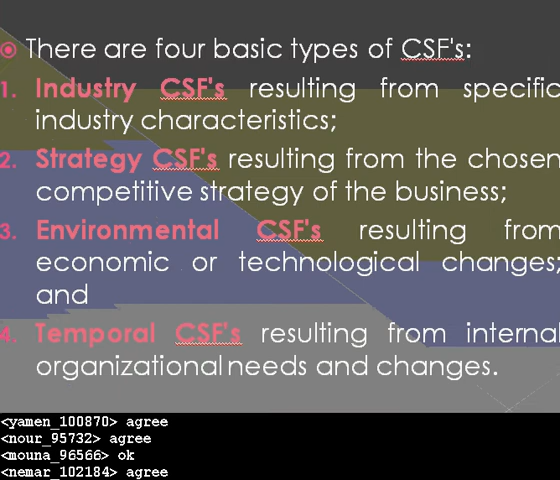 There are four basic types of CSF's:
1. Industry CSF's resulting from specific
industry characteristics;
2. Strategy CSF's resulting from the chosen
competitive strategy of the business;
3. Environmental CSF's resulting from
economic or technological changes;
and
4. Temporal CSF's resulting from internal
organizational needs and changes.
<yamen_100870> agree
<nour_95732> agree
<mouna_96566> ok
<nemar_102184> agree